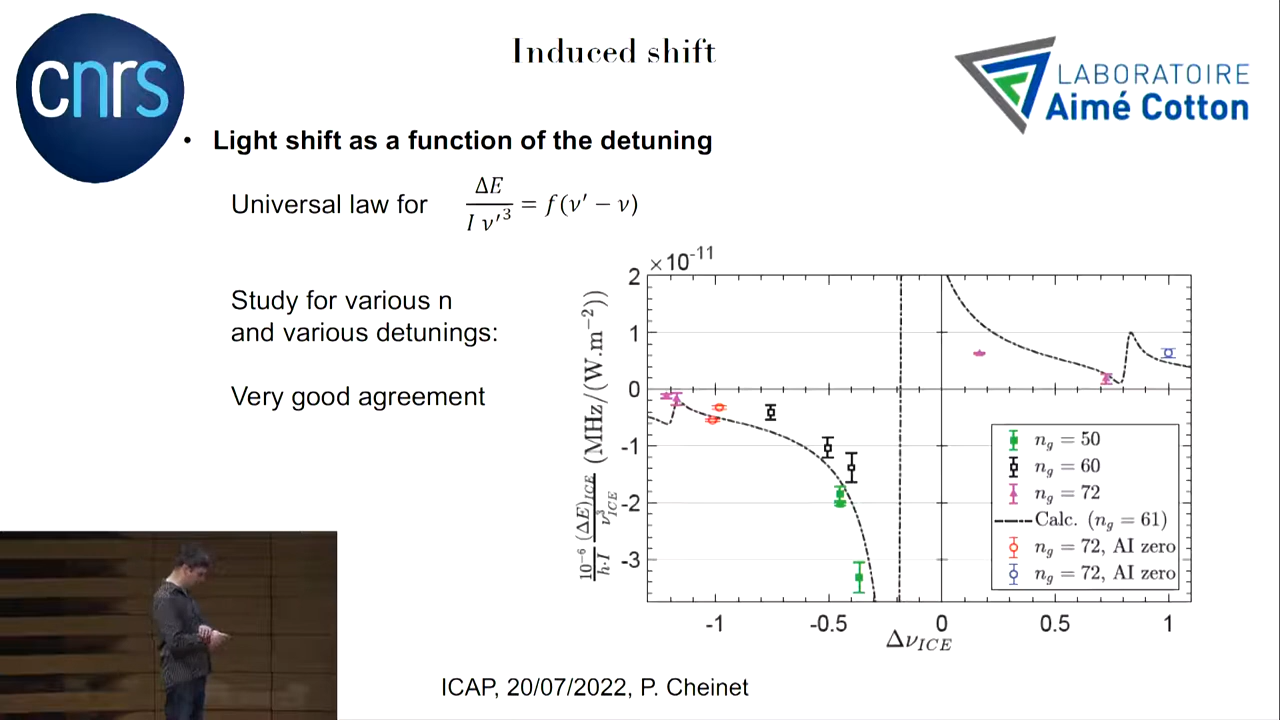 cnrs
Induced shift
LABORATOIRE
Aimé Cotton
• Light shift as a function of the detuning
Universal law for ΔE / (I ν′³) = f(ν′ − ν)
Study for various n
and various detunings:
Very good agreement
×10⁻¹¹
2
1
0
-1
-2
-3
10⁻⁶/(h·I) (ΔE)_ICE/ν³_ICE (MHz/(W.m⁻²))
-1 -0.5 0 0.5 1
Δν_ICE
n_g = 50
n_g = 60
n_g = 72
Calc. (n_g = 61)
n_g = 72, AI zero
n_g = 72, AI zero
ICAP, 20/07/2022, P. Cheinet